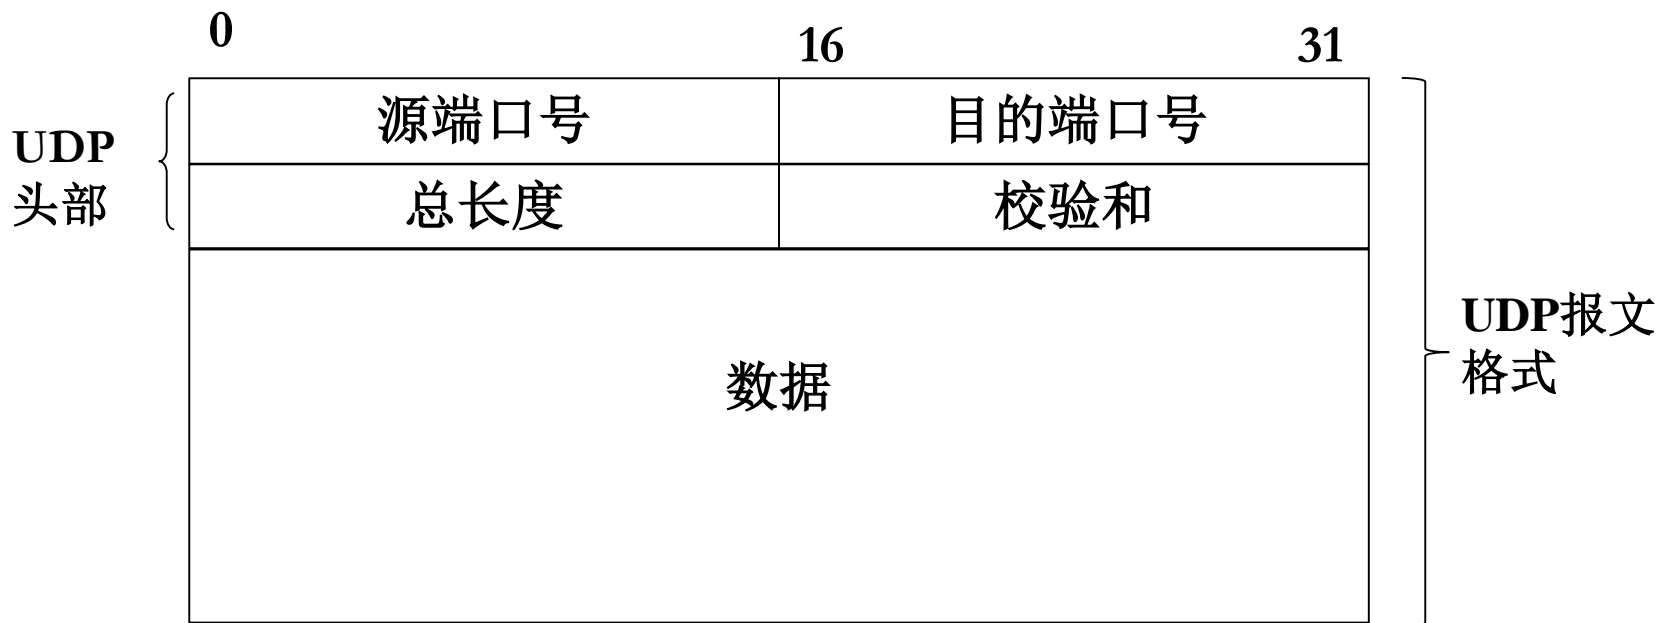 0
16
31
源端口号
目的端口号
UDP
头部
总长度
校验和
数据
UDP报文
格式